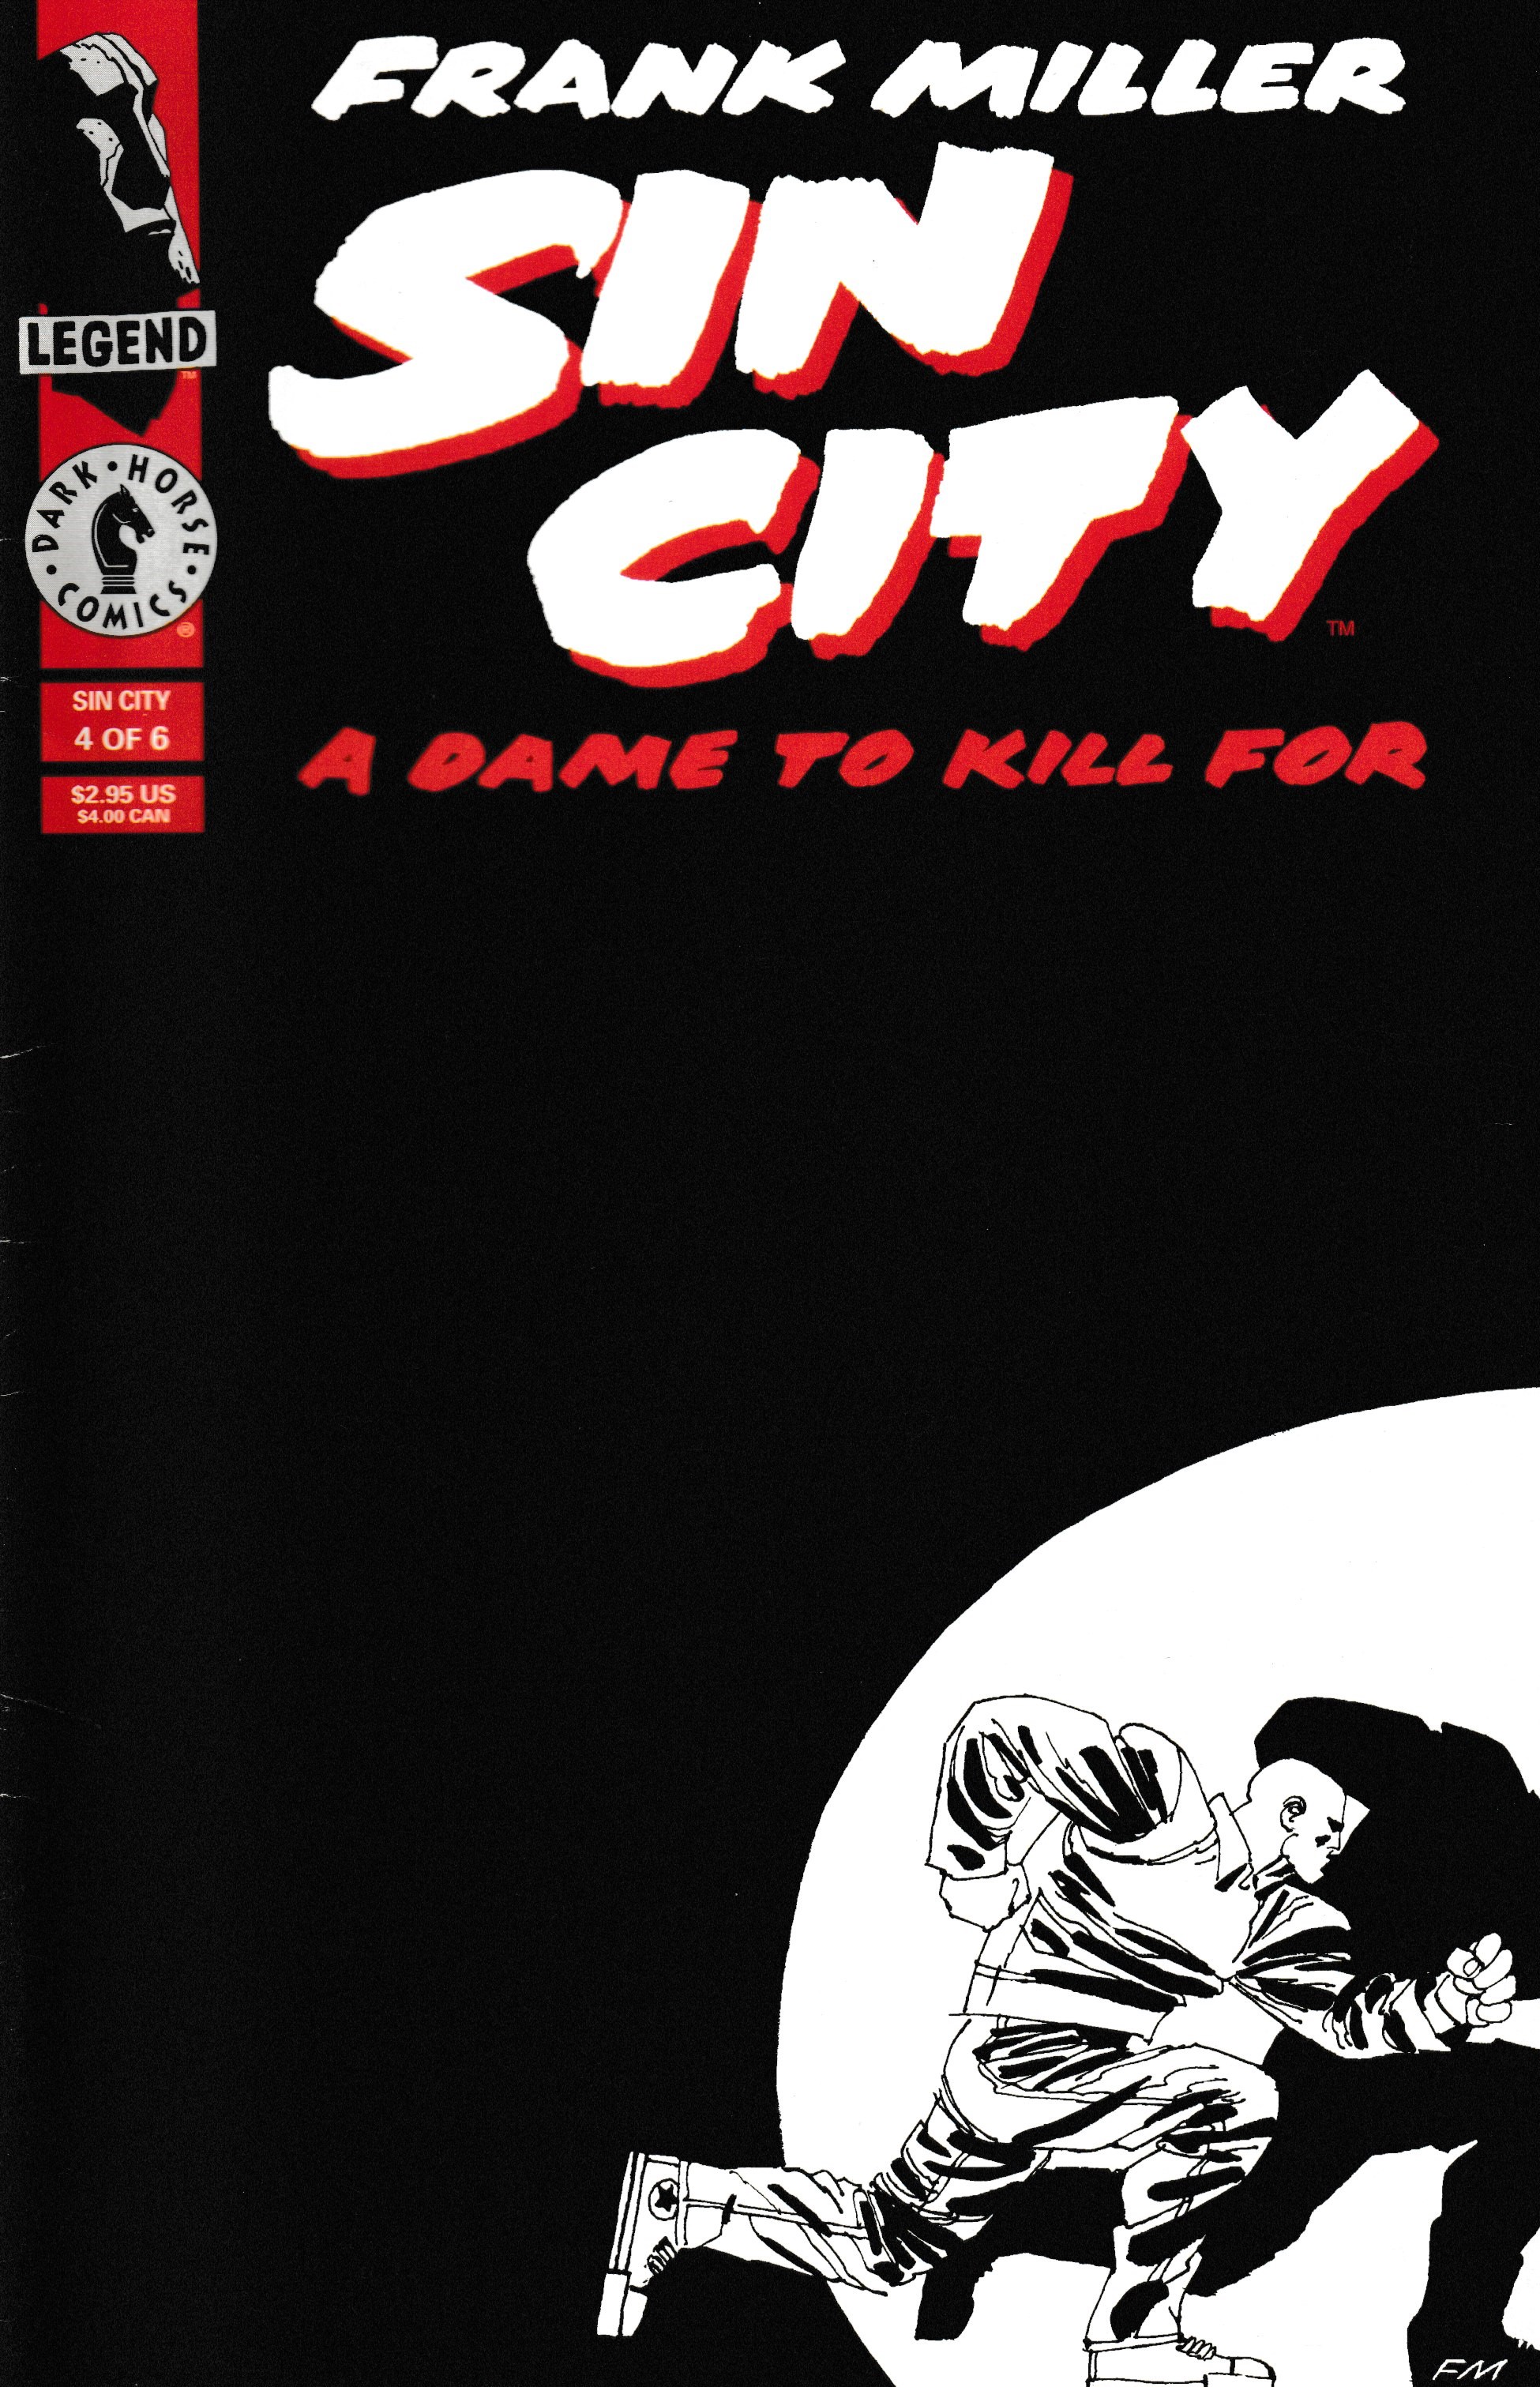 FRANK MILLER
SIN
CITY
TM
A DAME TO KILL FOR
LEGEND
TM
DARK · HORSE · COMICS ·
®
SIN CITY
4 OF 6
$2.95 US
$4.00 CAN
FM